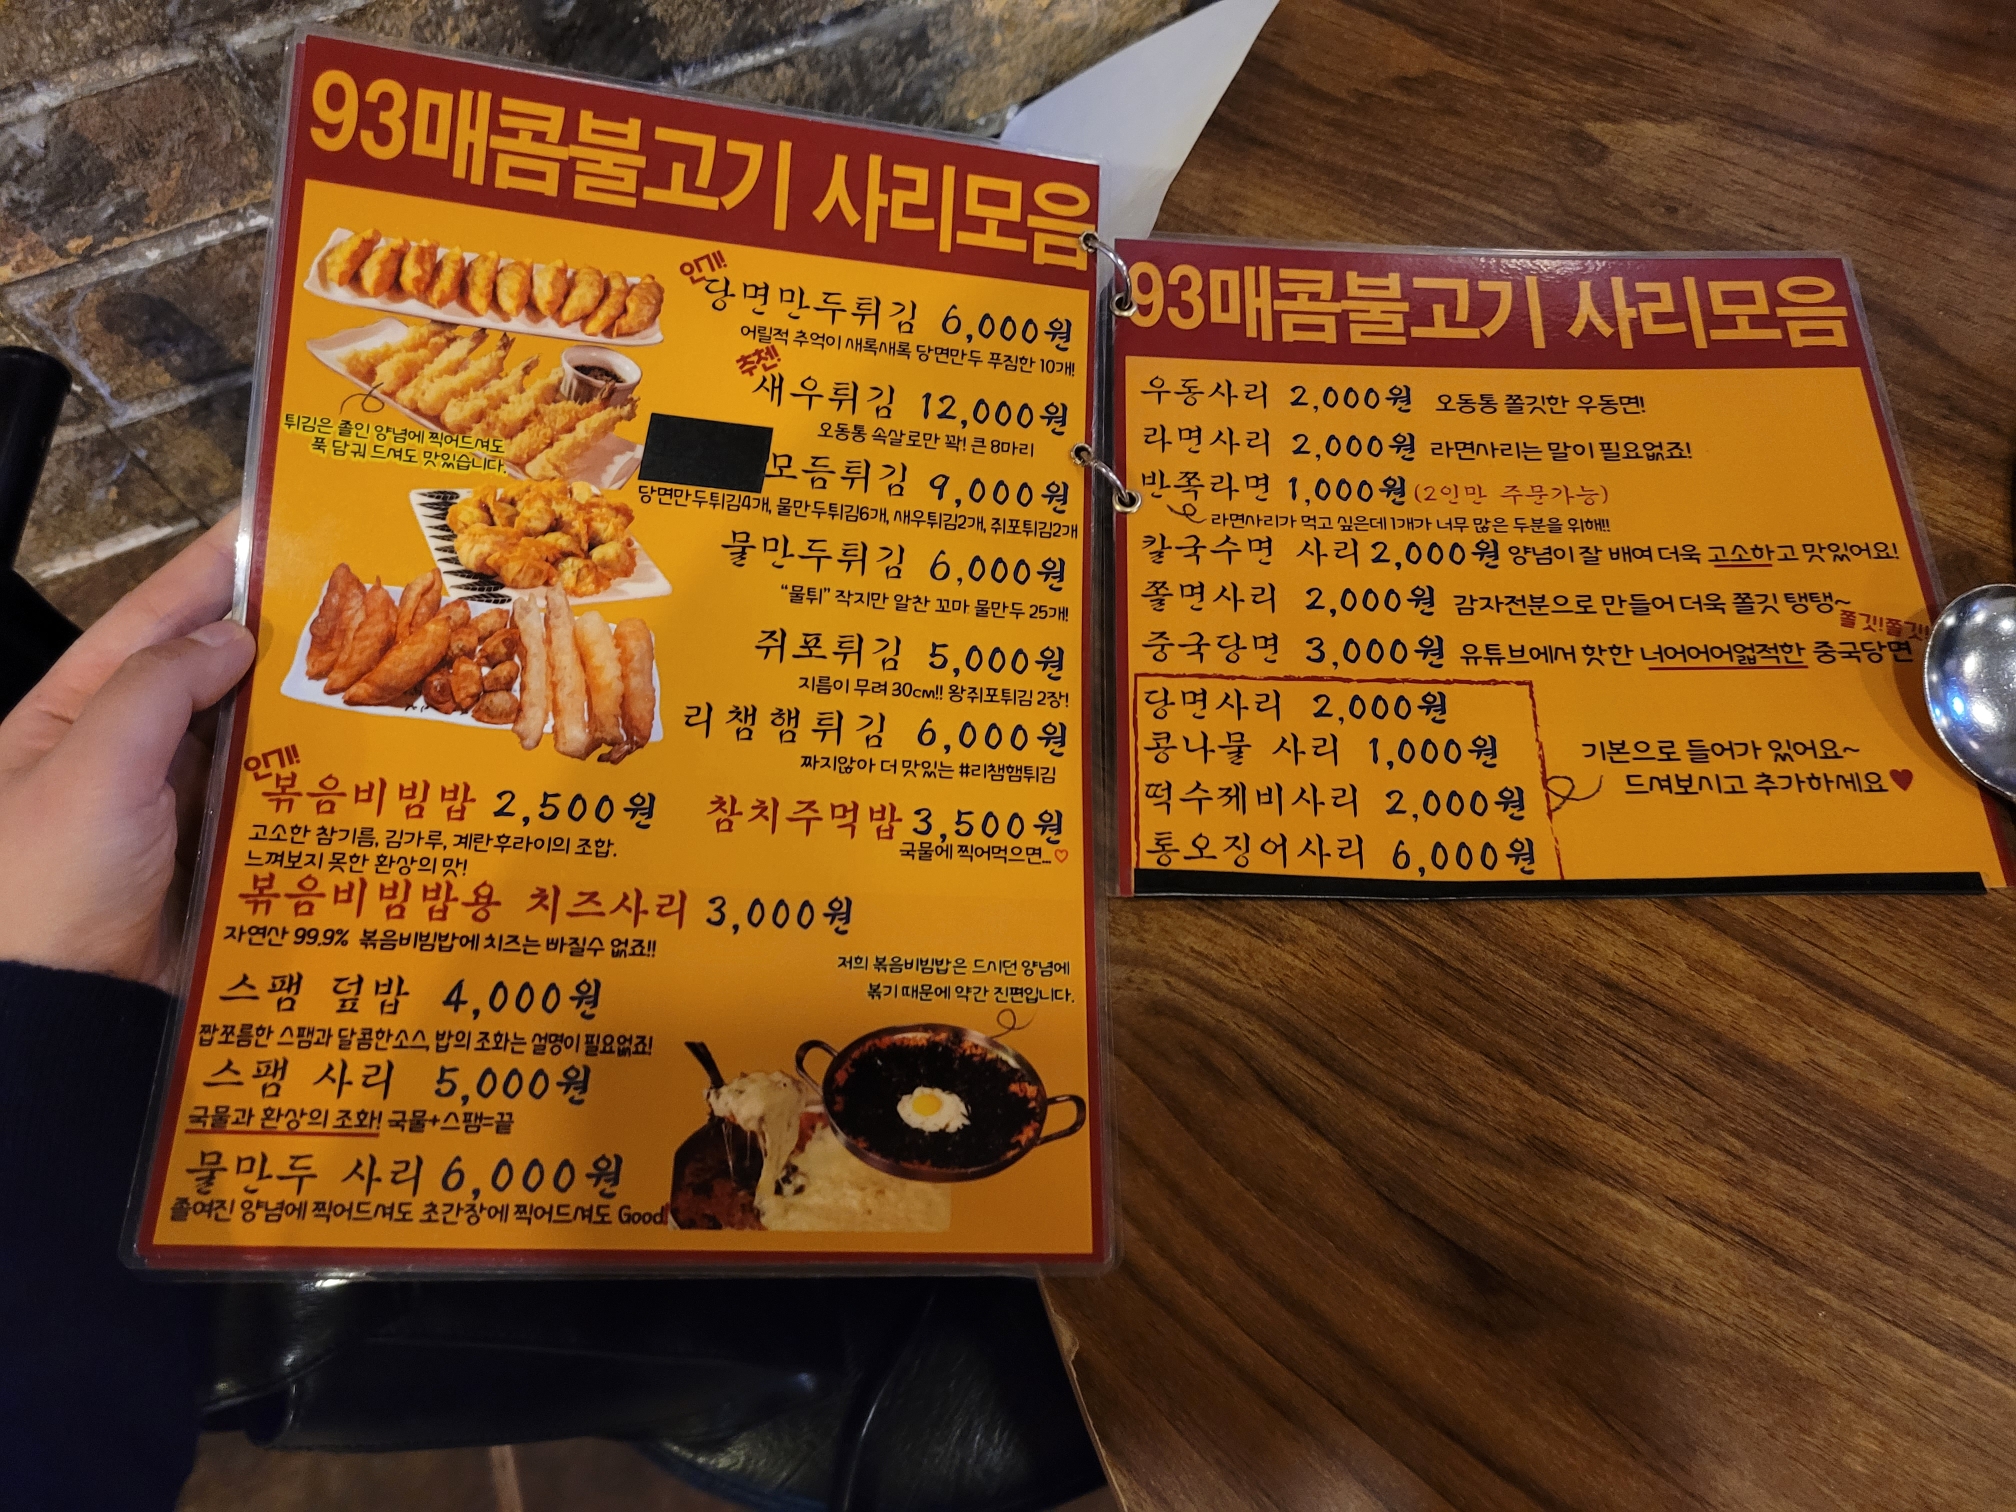 93매콤불고기 사리모음
인기!
당면만두튀김 6,000원
어릴적 추억이 새록새록 당면만두 푸짐한 10개!
추천!
새우튀김 12,000원
오동통 속살로만 꽉! 큰 8마리
튀김은 졸인 양념에 찍어드셔도
푹 담궈 드셔도 맛있습니다.
모듬튀김 9,000원
당면만두튀김4개, 물만두튀김6개, 새우튀김2개, 쥐포튀김2개
물만두튀김 6,000원
"물튀" 작지만 알찬 꼬마 물만두 25개!
쥐포튀김 5,000원
지름이 무려 30cm!! 왕쥐포튀김 2장!
리챔햄튀김 6,000원
짜지않아 더 맛있는 #리챔햄튀김
인기!
볶음비빔밥 2,500원
고소한 참기름, 김가루, 계란후라이의 조합.
느껴보지 못한 환상의 맛!
참치주먹밥 3,500원
국물에 찍어먹으면...♡
볶음비빔밥용 치즈사리 3,000원
자연산 99.9% 볶음비빔밥에 치즈는 빠질수 없죠!!
저희 볶음비빔밥은 드시던 양념에
볶기 때문에 약간 진편입니다.
스팸 덮밥 4,000원
짭쪼름한 스팸과 달콤한소스, 밥의 조화는 설명이 필요없죠!
스팸 사리 5,000원
국물과 환상의 조화! 국물+스팸=끝
물만두 사리 6,000원
졸여진 양념에 찍어드셔도 초간장에 찍어드셔도 Good!
93매콤불고기 사리모음
우동사리 2,000원 오동통 쫄깃한 우동면!
라면사리 2,000원 라면사리는 말이 필요없죠!
반쪽라면 1,000원 (2인만 주문가능)
라면사리가 먹고 싶은데 1개가 너무 많은 두분을 위해!!
칼국수면 사리 2,000원 양념이 잘 배여 더욱 고소하고 맛있어요!
쫄면사리 2,000원 감자전분으로 만들어 더욱 쫄깃 탱탱~
쫄깃!쫄깃!
중국당면 3,000원 유튜브에서 핫한 너어어어얿적한 중국당면
당면사리 2,000원
콩나물 사리 1,000원
떡수제비사리 2,000원
통오징어사리 6,000원
기본으로 들어가 있어요~
드셔보시고 추가하세요♥